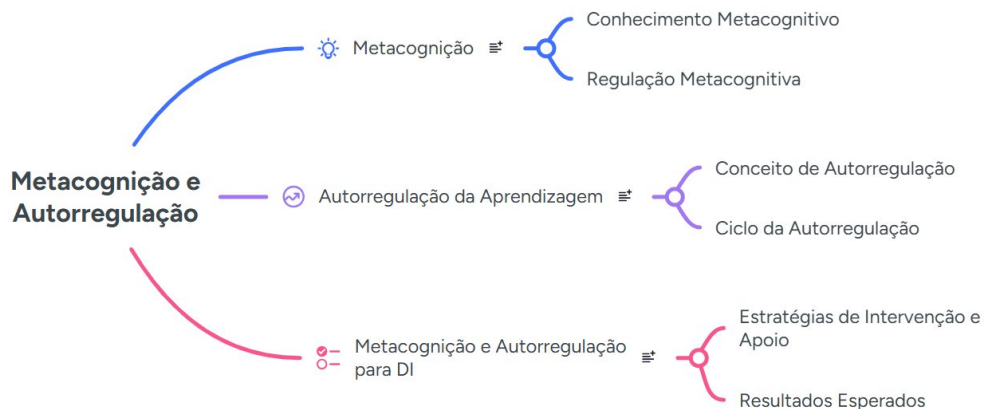 Conhecimento Metacognitivo
Metacognição
Regulação Metacognitiva
Metacognição e
Autorregulação
Conceito de Autorregulação
Autorregulação da Aprendizagem
Ciclo da Autorregulação
Estratégias de Intervenção e
Apoio
Metacognição e Autorregulação
para DI
Resultados Esperados